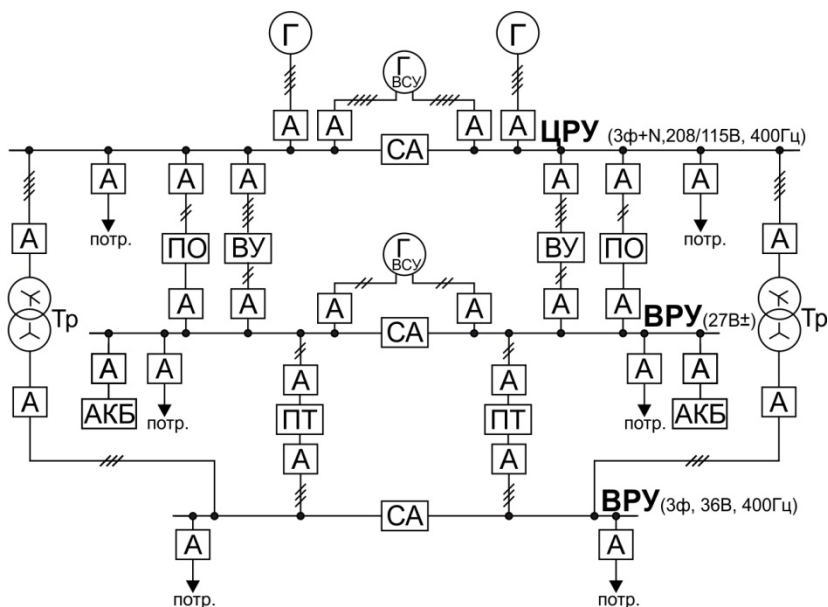 Г Г
Г
ВСУ
А А А А
СА
ЦРУ (3ф+N,208/115В, 400Гц)
А А А А А А
потр. потр.
А А
ПО ВУ ВУ ПО
Г
ВСУ
Тр Тр
А А А А А А
СА
ВРУ(27В±)
А А А А А А
А А
АКБ потр. ПТ ПТ потр. АКБ
А А
СА
ВРУ (3ф, 36В, 400Гц)
А А
потр. потр.